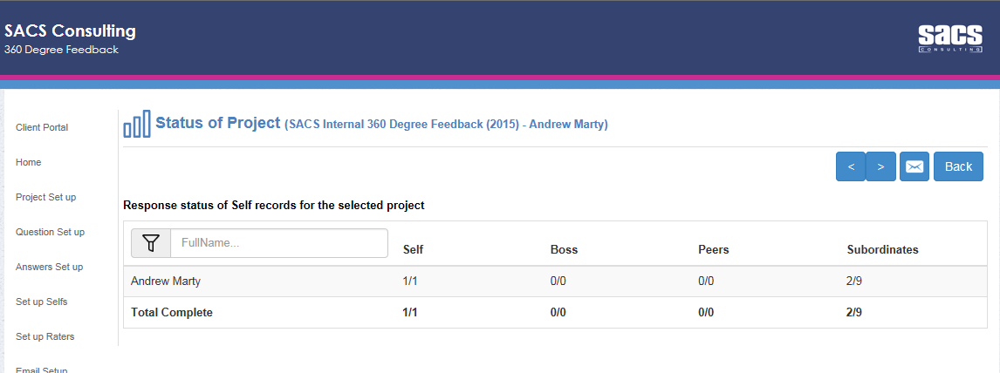 SACS Consulting
360 Degree Feedback
sacs
CONSULTING
Client Portal
Home
Project Set up
Question Set up
Answers Set up
Set up Selfs
Set up Raters
Email Setup
Status of Project (SACS Internal 360 Degree Feedback (2015) - Andrew Marty)
< > Back
Response status of Self records for the selected project
FullName... Self Boss Peers Subordinates
Andrew Marty 1/1 0/0 0/0 2/9
Total Complete 1/1 0/0 0/0 2/9